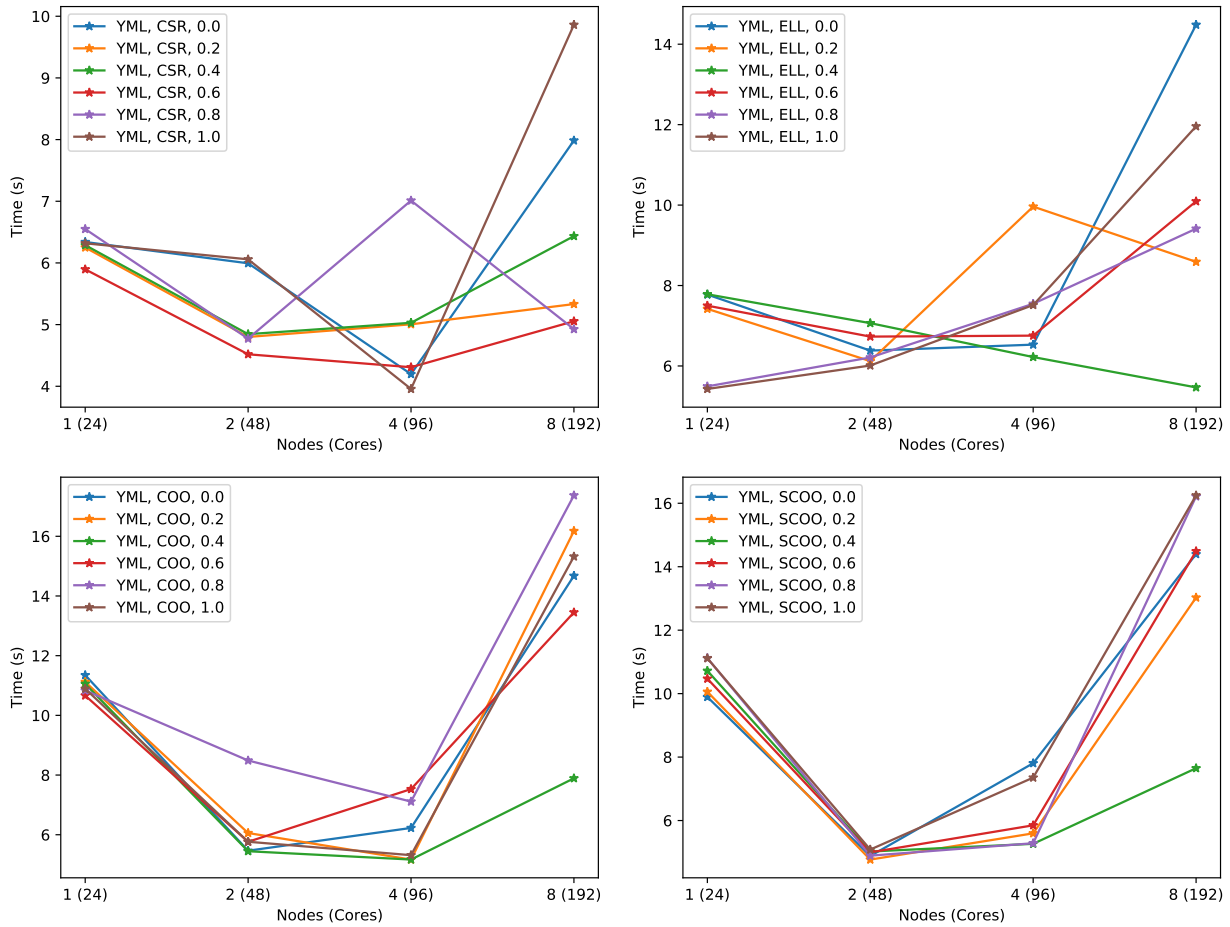 10
9
8
7
6
5
4
Time (s)
YML, CSR, 0.0
YML, CSR, 0.2
YML, CSR, 0.4
YML, CSR, 0.6
YML, CSR, 0.8
YML, CSR, 1.0
1 (24) 2 (48) 4 (96) 8 (192)
Nodes (Cores)
14
12
10
8
6
Time (s)
YML, ELL, 0.0
YML, ELL, 0.2
YML, ELL, 0.4
YML, ELL, 0.6
YML, ELL, 0.8
YML, ELL, 1.0
1 (24) 2 (48) 4 (96) 8 (192)
Nodes (Cores)
16
14
12
10
8
6
Time (s)
YML, COO, 0.0
YML, COO, 0.2
YML, COO, 0.4
YML, COO, 0.6
YML, COO, 0.8
YML, COO, 1.0
1 (24) 2 (48) 4 (96) 8 (192)
Nodes (Cores)
16
14
12
10
8
6
Time (s)
YML, SCOO, 0.0
YML, SCOO, 0.2
YML, SCOO, 0.4
YML, SCOO, 0.6
YML, SCOO, 0.8
YML, SCOO, 1.0
1 (24) 2 (48) 4 (96) 8 (192)
Nodes (Cores)